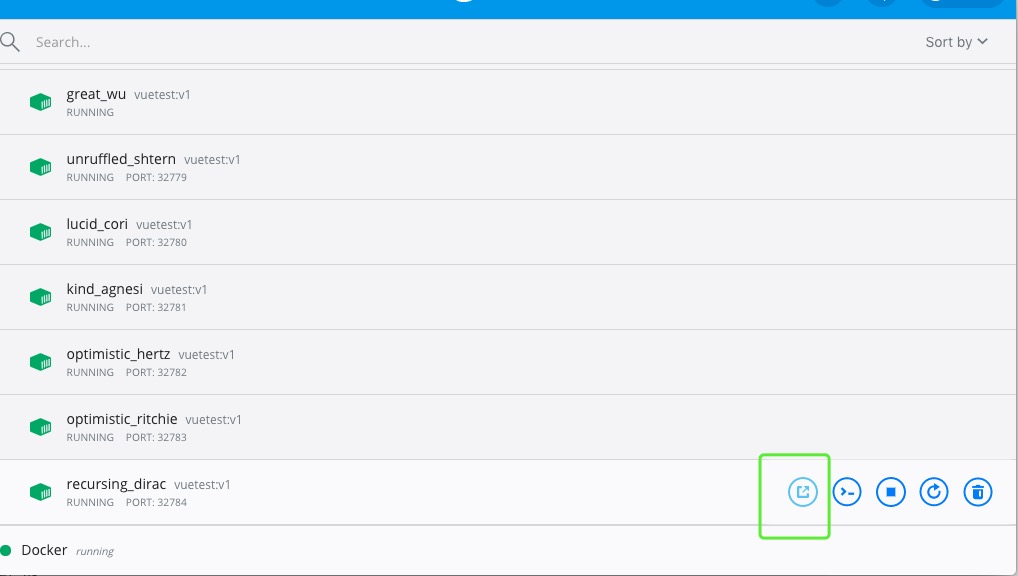 Search...
Sort by
great_wu vuetest:v1
RUNNING
unruffled_shtern vuetest:v1
RUNNING PORT: 32779
lucid_cori vuetest:v1
RUNNING PORT: 32780
kind_agnesi vuetest:v1
RUNNING PORT: 32781
optimistic_hertz vuetest:v1
RUNNING PORT: 32782
optimistic_ritchie vuetest:v1
RUNNING PORT: 32783
recursing_dirac vuetest:v1
RUNNING PORT: 32784
Docker running